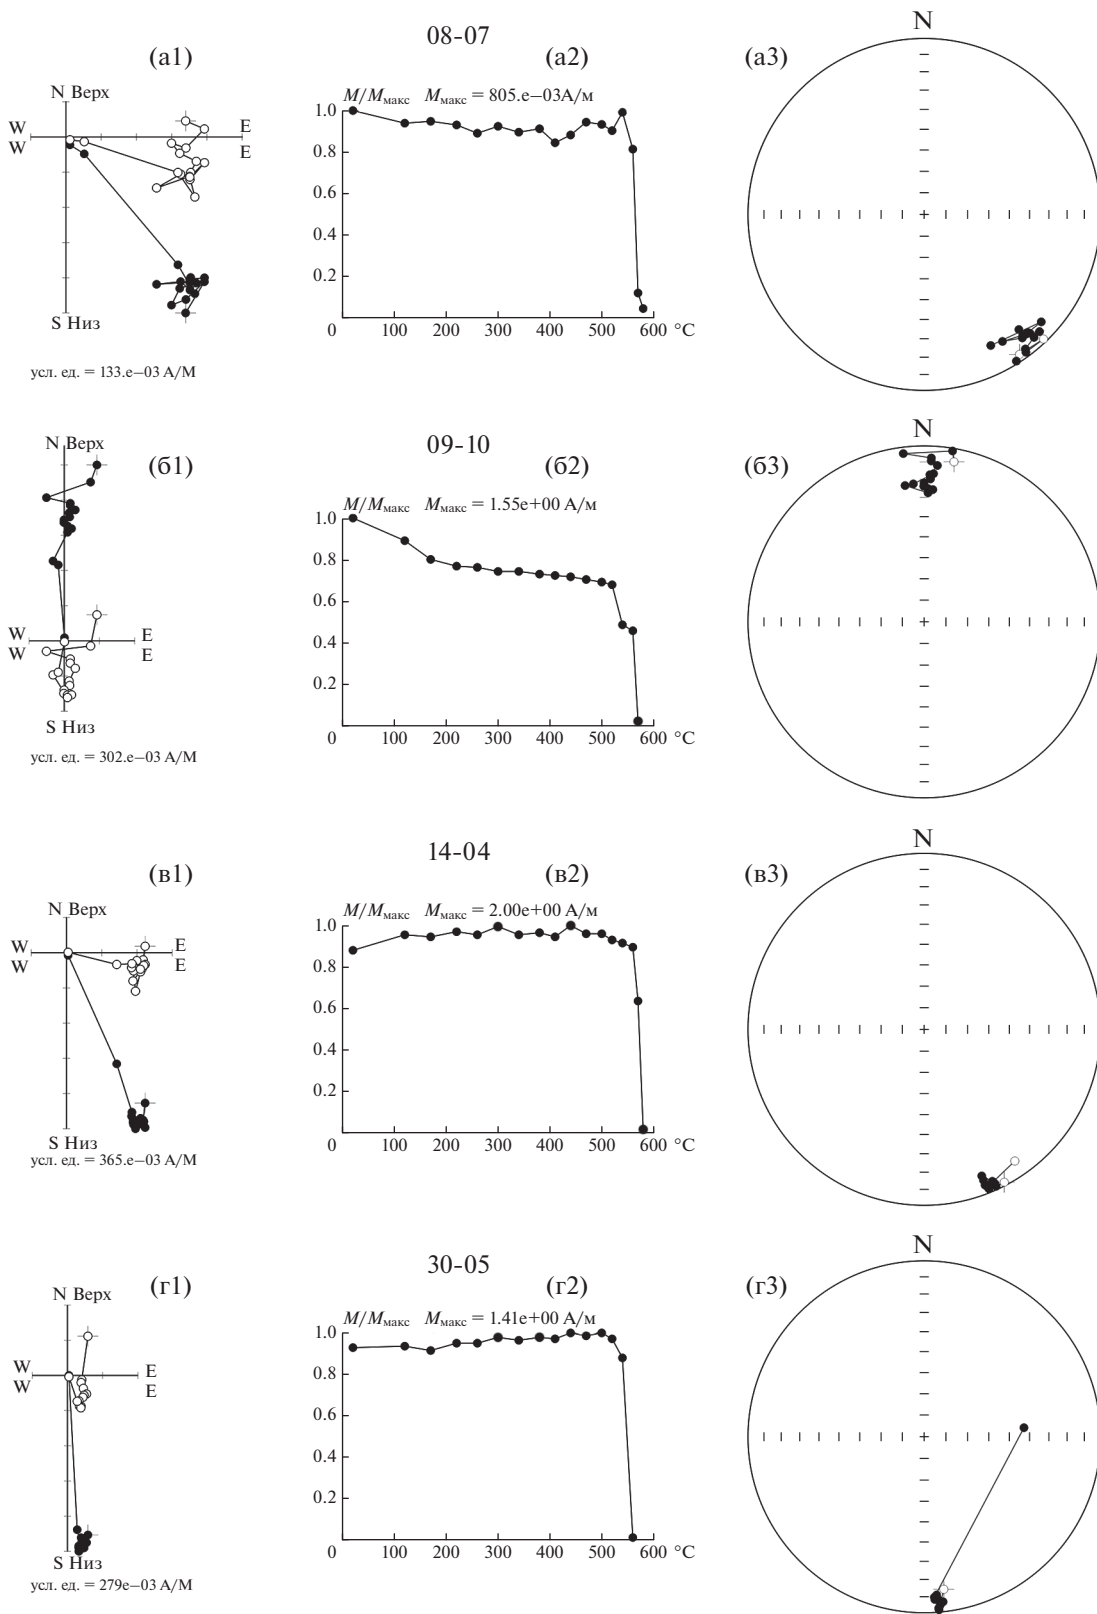 08-07
(а1)
(а2)
(а3)
N Верх
W E
W E
S Низ
усл. ед. = 133.e−03 А/М
M/Mмакс Mмакс = 805.e−03А/м
1.0
0.8
0.6
0.4
0.2
0 100 200 300 400 500 600 °C
N
09-10
(б1)
(б2)
(б3)
N Верх
W E
W E
S Низ
усл. ед. = 302.e−03 А/М
M/Mмакс Mмакс = 1.55e+00 А/м
1.0
0.8
0.6
0.4
0.2
0 100 200 300 400 500 600 °C
N
14-04
(в1)
(в2)
(в3)
N Верх
W E
W E
S Низ
усл. ед. = 365.e−03 А/М
M/Mмакс Mмакс = 2.00e+00 А/м
1.0
0.8
0.6
0.4
0.2
0 100 200 300 400 500 600 °C
N
30-05
(г1)
(г2)
(г3)
N Верх
W E
W E
S Низ
усл. ед. = 279e−03 А/М
M/Mмакс Mмакс = 1.41e+00 А/м
1.0
0.8
0.6
0.4
0.2
0 100 200 300 400 500 600 °C
N